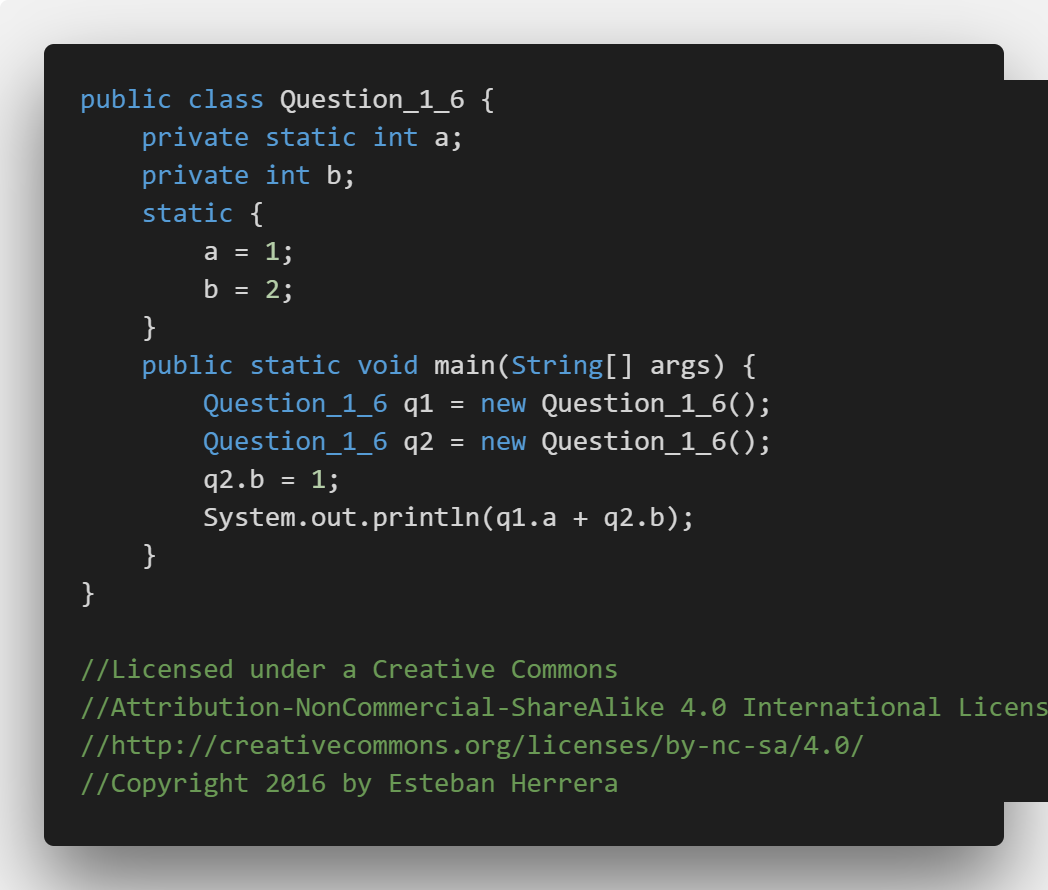 public class Question_1_6 {
    private static int a;
    private int b;
    static {
        a = 1;
        b = 2;
    }
    public static void main(String[] args) {
        Question_1_6 q1 = new Question_1_6();
        Question_1_6 q2 = new Question_1_6();
        q2.b = 1;
        System.out.println(q1.a + q2.b);
    }
}

//Licensed under a Creative Commons
//Attribution-NonCommercial-ShareAlike 4.0 International Licens
//http://creativecommons.org/licenses/by-nc-sa/4.0/
//Copyright 2016 by Esteban Herrera